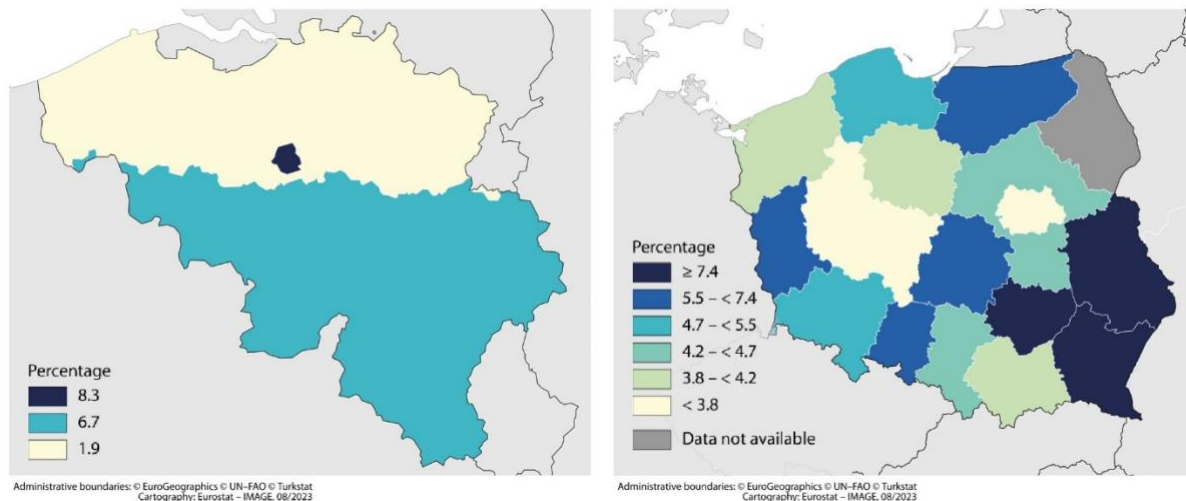 Percentage
8.3
6.7
1.9
Administrative boundaries: © EuroGeographics © UN–FAO © Turkstat
Cartography: Eurostat – IMAGE, 08/2023
Percentage
≥ 7.4
5.5 – < 7.4
4.7 – < 5.5
4.2 – < 4.7
3.8 – < 4.2
< 3.8
Data not available
Administrative boundaries: © EuroGeographics © UN–FAO © Turkstat
Cartography: Eurostat – IMAGE, 08/2023